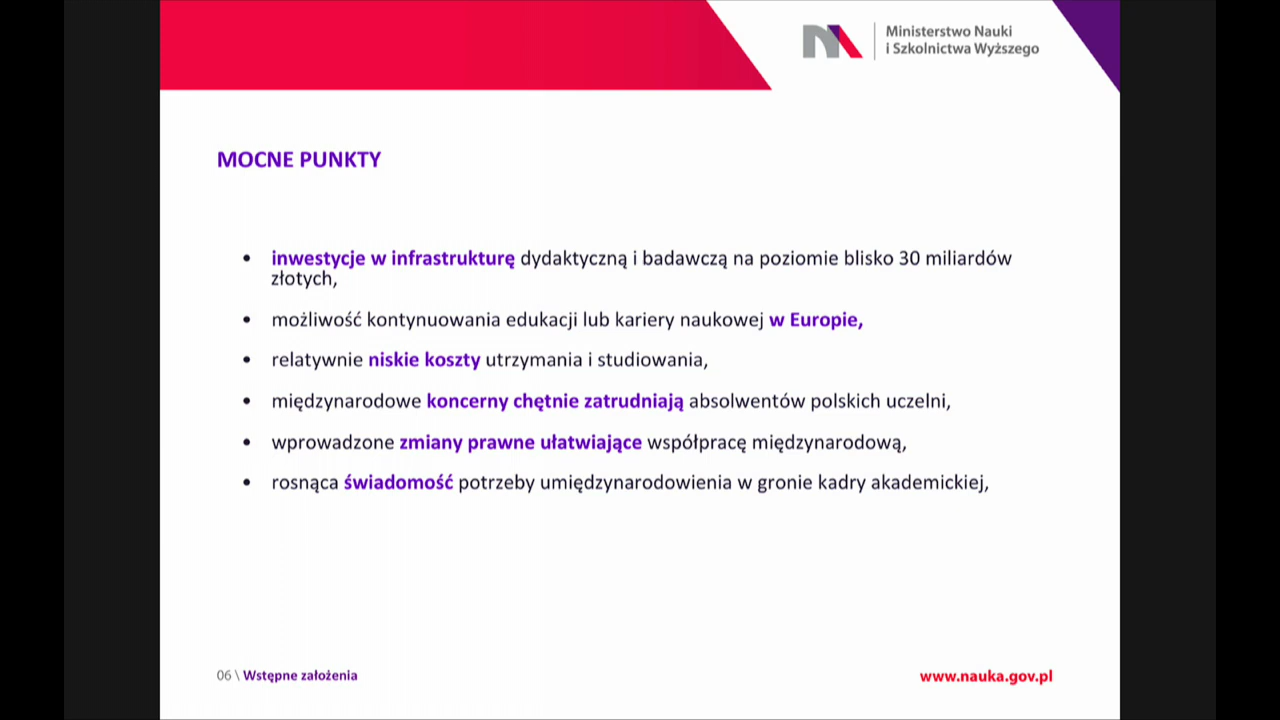 Ministerstwo Nauki
i Szkolnictwa Wyższego
MOCNE PUNKTY
• inwestycje w infrastrukturę dydaktyczną i badawczą na poziomie blisko 30 miliardów
złotych,
• możliwość kontynuowania edukacji lub kariery naukowej w Europie,
• relatywnie niskie koszty utrzymania i studiowania,
• międzynarodowe koncerny chętnie zatrudniają absolwentów polskich uczelni,
• wprowadzone zmiany prawne ułatwiające współpracę międzynarodową,
• rosnąca świadomość potrzeby umiędzynarodowienia w gronie kadry akademickiej,
06 \ Wstępne założenia
www.nauka.gov.pl